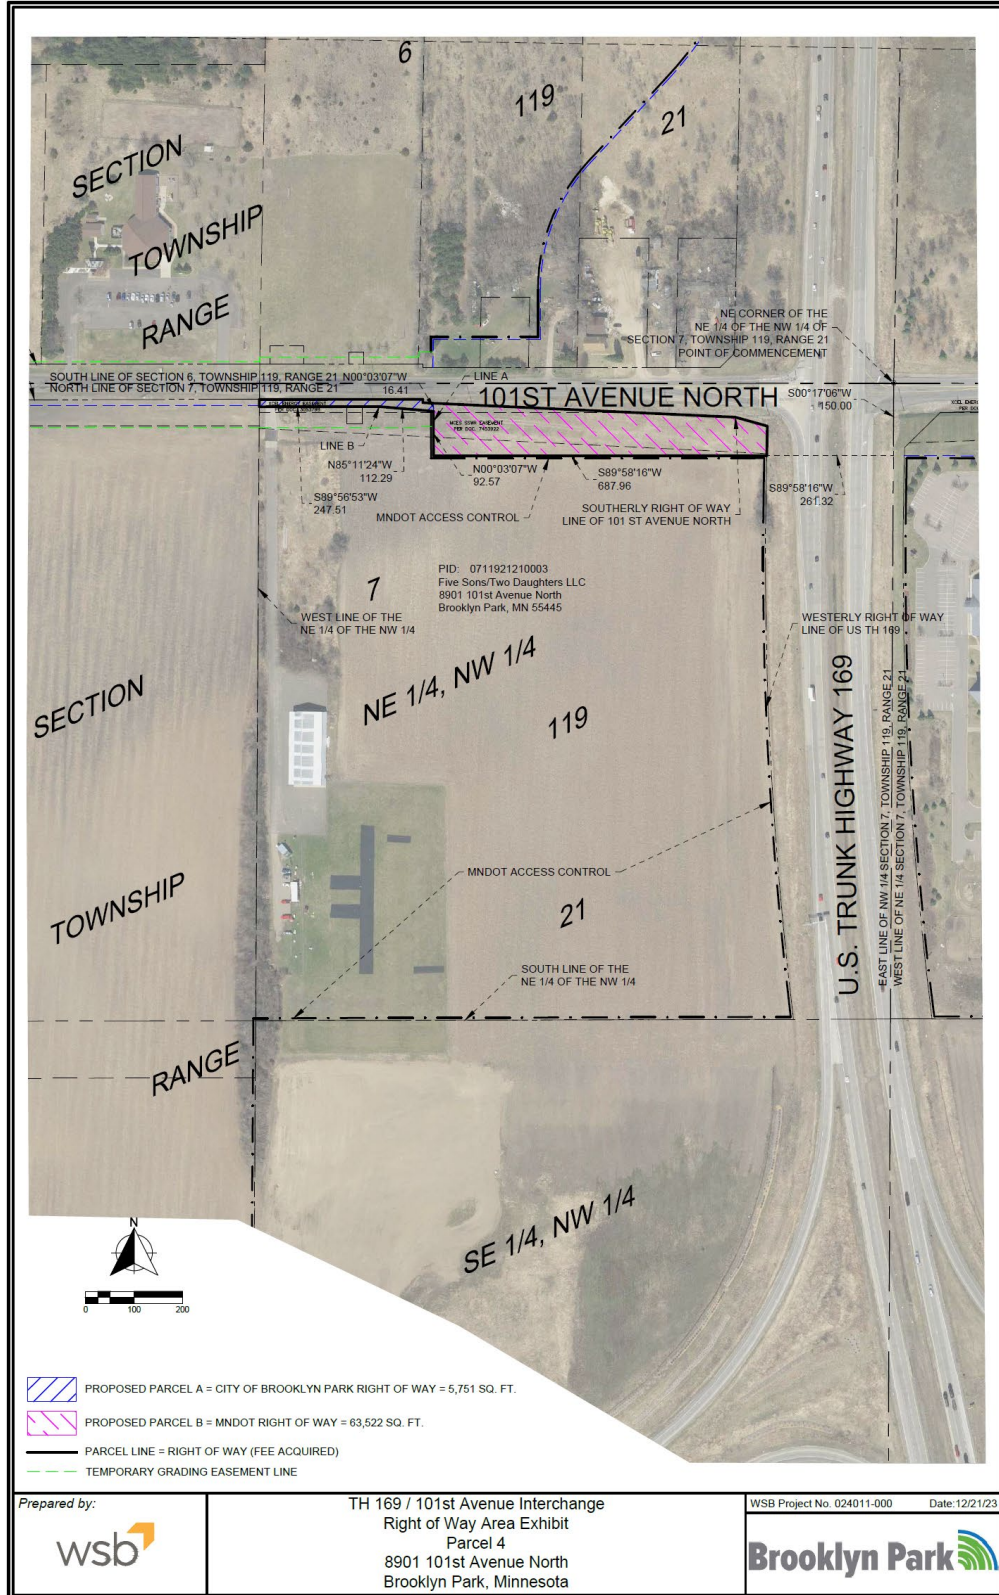 6
119
21
SECTION
TOWNSHIP
RANGE
NE CORNER OF THE
NE 1/4 OF THE NW 1/4 OF
SECTION 7, TOWNSHIP 119, RANGE 21
POINT OF COMMENCEMENT
SOUTH LINE OF SECTION 6, TOWNSHIP 119, RANGE 21
NORTH LINE OF SECTION 7, TOWNSHIP 119, RANGE 21
N00°03'07"W
16.41
LINE A
101ST AVENUE NORTH
S00°17'06"W
150.00
XCEL ENERGY EASEMENT
MCES SSWR EASEMENT
PER DOC. 7453922
LINE B
N85°11'24"W
112.29
N00°03'07"W
92.57
S89°58'16"W
687.96
S89°58'16"W
261.32
S89°56'53"W
247.51
MNDOT ACCESS CONTROL
SOUTHERLY RIGHT OF WAY
LINE OF 101 ST AVENUE NORTH
PID: 0711921210003
Five Sons/Two Daughters LLC
8901 101st Avenue North
Brooklyn Park, MN 55445
7
WEST LINE OF THE
NE 1/4 OF THE NW 1/4
WESTERLY RIGHT OF WAY
LINE OF US TH 169
NE 1/4, NW 1/4
SECTION
119
U.S. TRUNK HIGHWAY 169
EAST LINE OF NW 1/4 SECTION 7, TOWNSHIP 119, RANGE 21
WEST LINE OF NE 1/4 SECTION 7, TOWNSHIP 119, RANGE 21
MNDOT ACCESS CONTROL
TOWNSHIP
21
SOUTH LINE OF THE
NE 1/4 OF THE NW 1/4
RANGE
SE 1/4, NW 1/4
N
0 100 200
PROPOSED PARCEL A = CITY OF BROOKLYN PARK RIGHT OF WAY = 5,751 SQ. FT.
PROPOSED PARCEL B = MNDOT RIGHT OF WAY = 63,522 SQ. FT.
PARCEL LINE = RIGHT OF WAY (FEE ACQUIRED)
TEMPORARY GRADING EASEMENT LINE
Prepared by:
wsb
TH 169 / 101st Avenue Interchange
Right of Way Area Exhibit
Parcel 4
8901 101st Avenue North
Brooklyn Park, Minnesota
WSB Project No. 024011-000 Date:12/21/23
Brooklyn Park